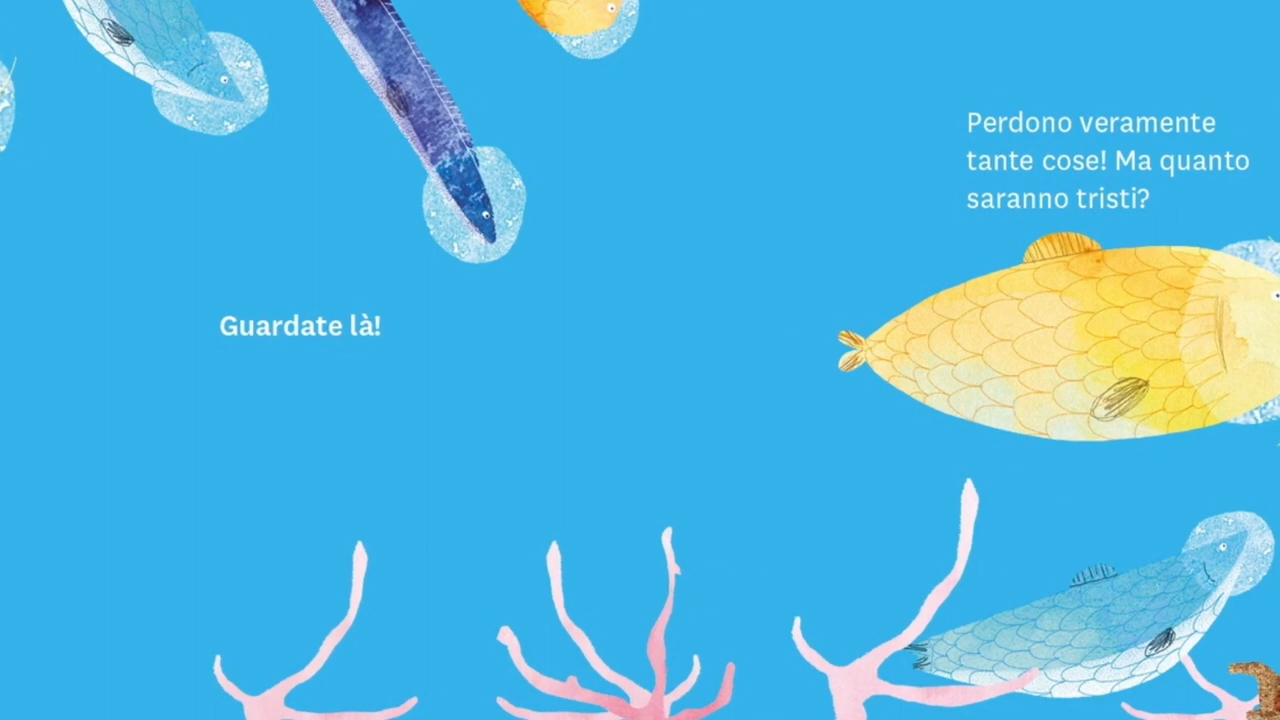 Guardate là!
Perdono veramente
tante cose! Ma quanto
saranno tristi?